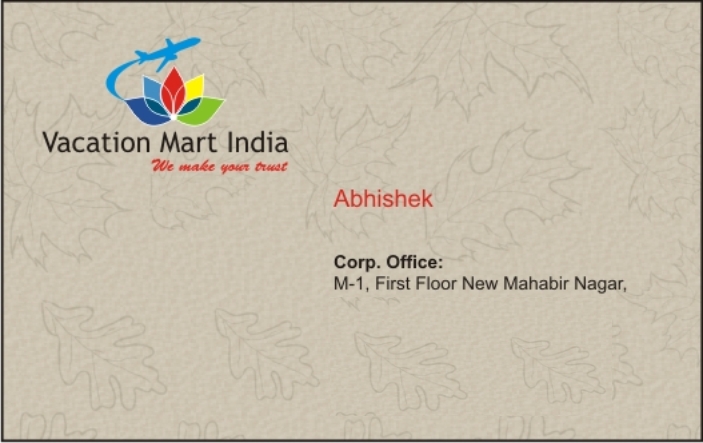 Vacation Mart India
We make your trust
Abhishek
Corp. Office:
M-1, First Floor New Mahabir Nagar,